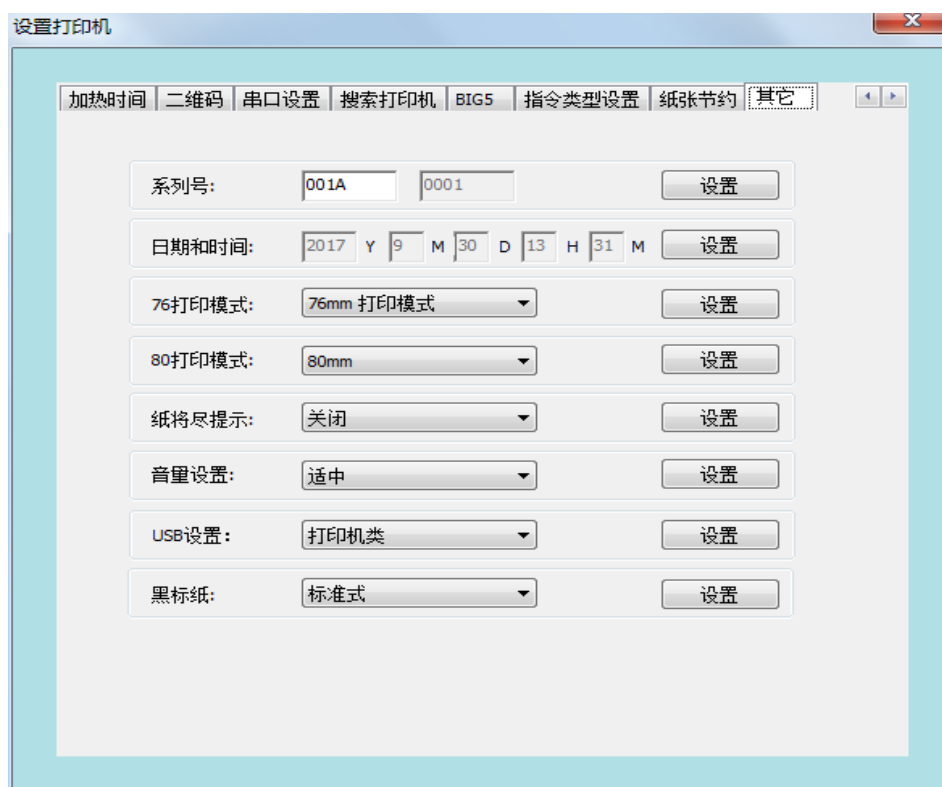 设置打印机
加热时间 二维码 串口设置 搜索打印机 BIG5 指令类型设置 纸张节约 其它
系列号: 001A 0001 设置
日期和时间: 2017 Y 9 M 30 D 13 H 31 M 设置
76打印模式: 76mm 打印模式 设置
80打印模式: 80mm 设置
纸将尽提示: 关闭 设置
音量设置: 适中 设置
USB设置: 打印机类 设置
黑标纸: 标准式 设置